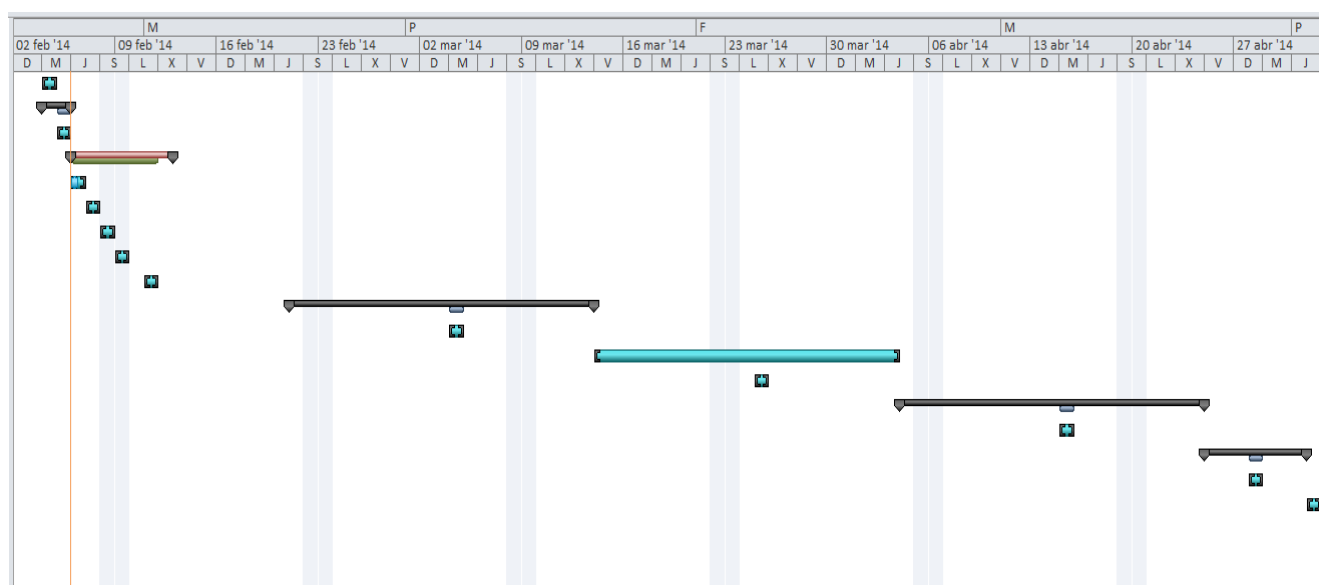 M P F M P
02 feb '14 09 feb '14 16 feb '14 23 feb '14 02 mar '14 09 mar '14 16 mar '14 23 mar '14 30 mar '14 06 abr '14 13 abr '14 20 abr '14 27 abr '14
D M J S L X V D M J S L X V D M J S L X V D M J S L X V D M J S L X V D M J S L X V D M J